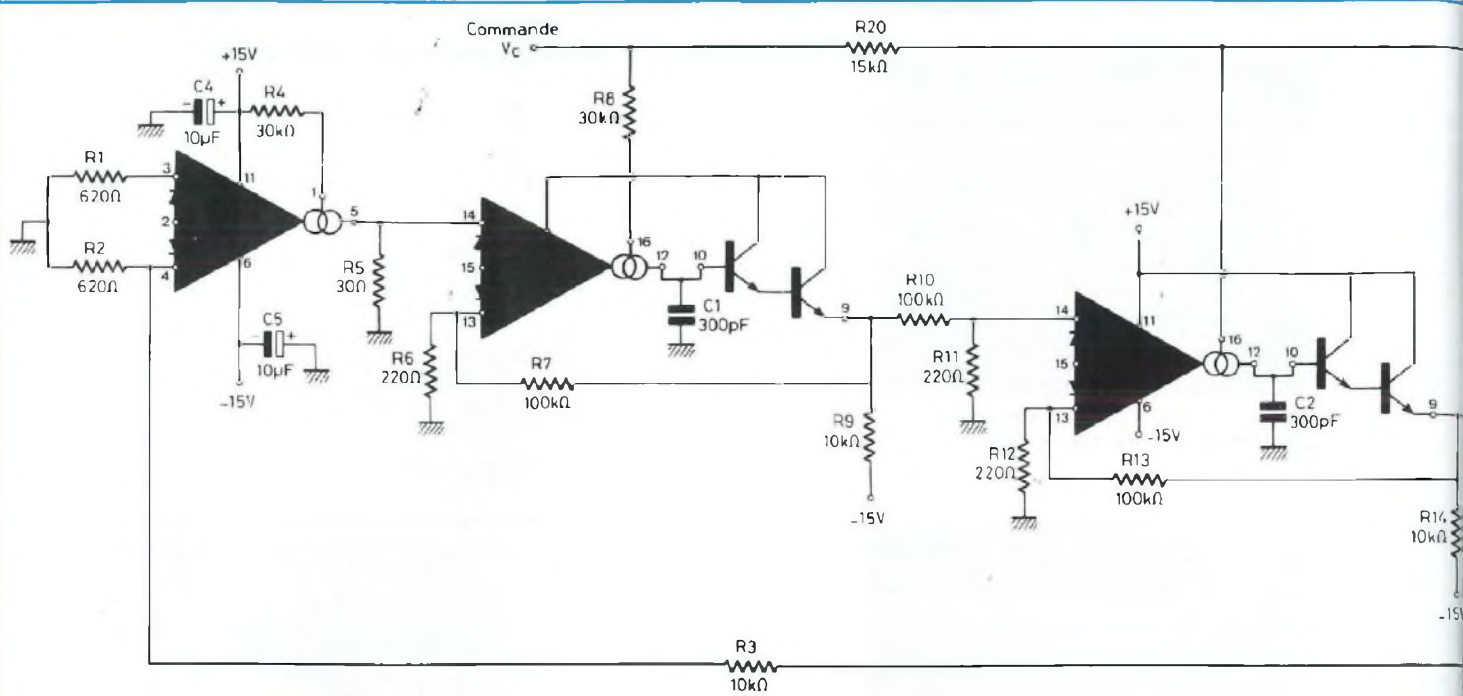 Commande
Vc
R20
15kΩ
+15V
C4
- +
10µF
R4
30kΩ
R8
30kΩ
R1
620Ω
3
11
1
2
5
R2
620Ω
4
6
R5
300Ω
C5
- +
10µF
-15V
14
16
15
12
10
13
C1
300pF
9
R6
220Ω
R7
100kΩ
R9
10kΩ
-15V
R10
100kΩ
R11
220Ω
+15V
14
11
16
15
12
10
13
6
-15V
C2
300pF
9
R12
220Ω
R13
100kΩ
R14
10kΩ
-15V
R3
10kΩ